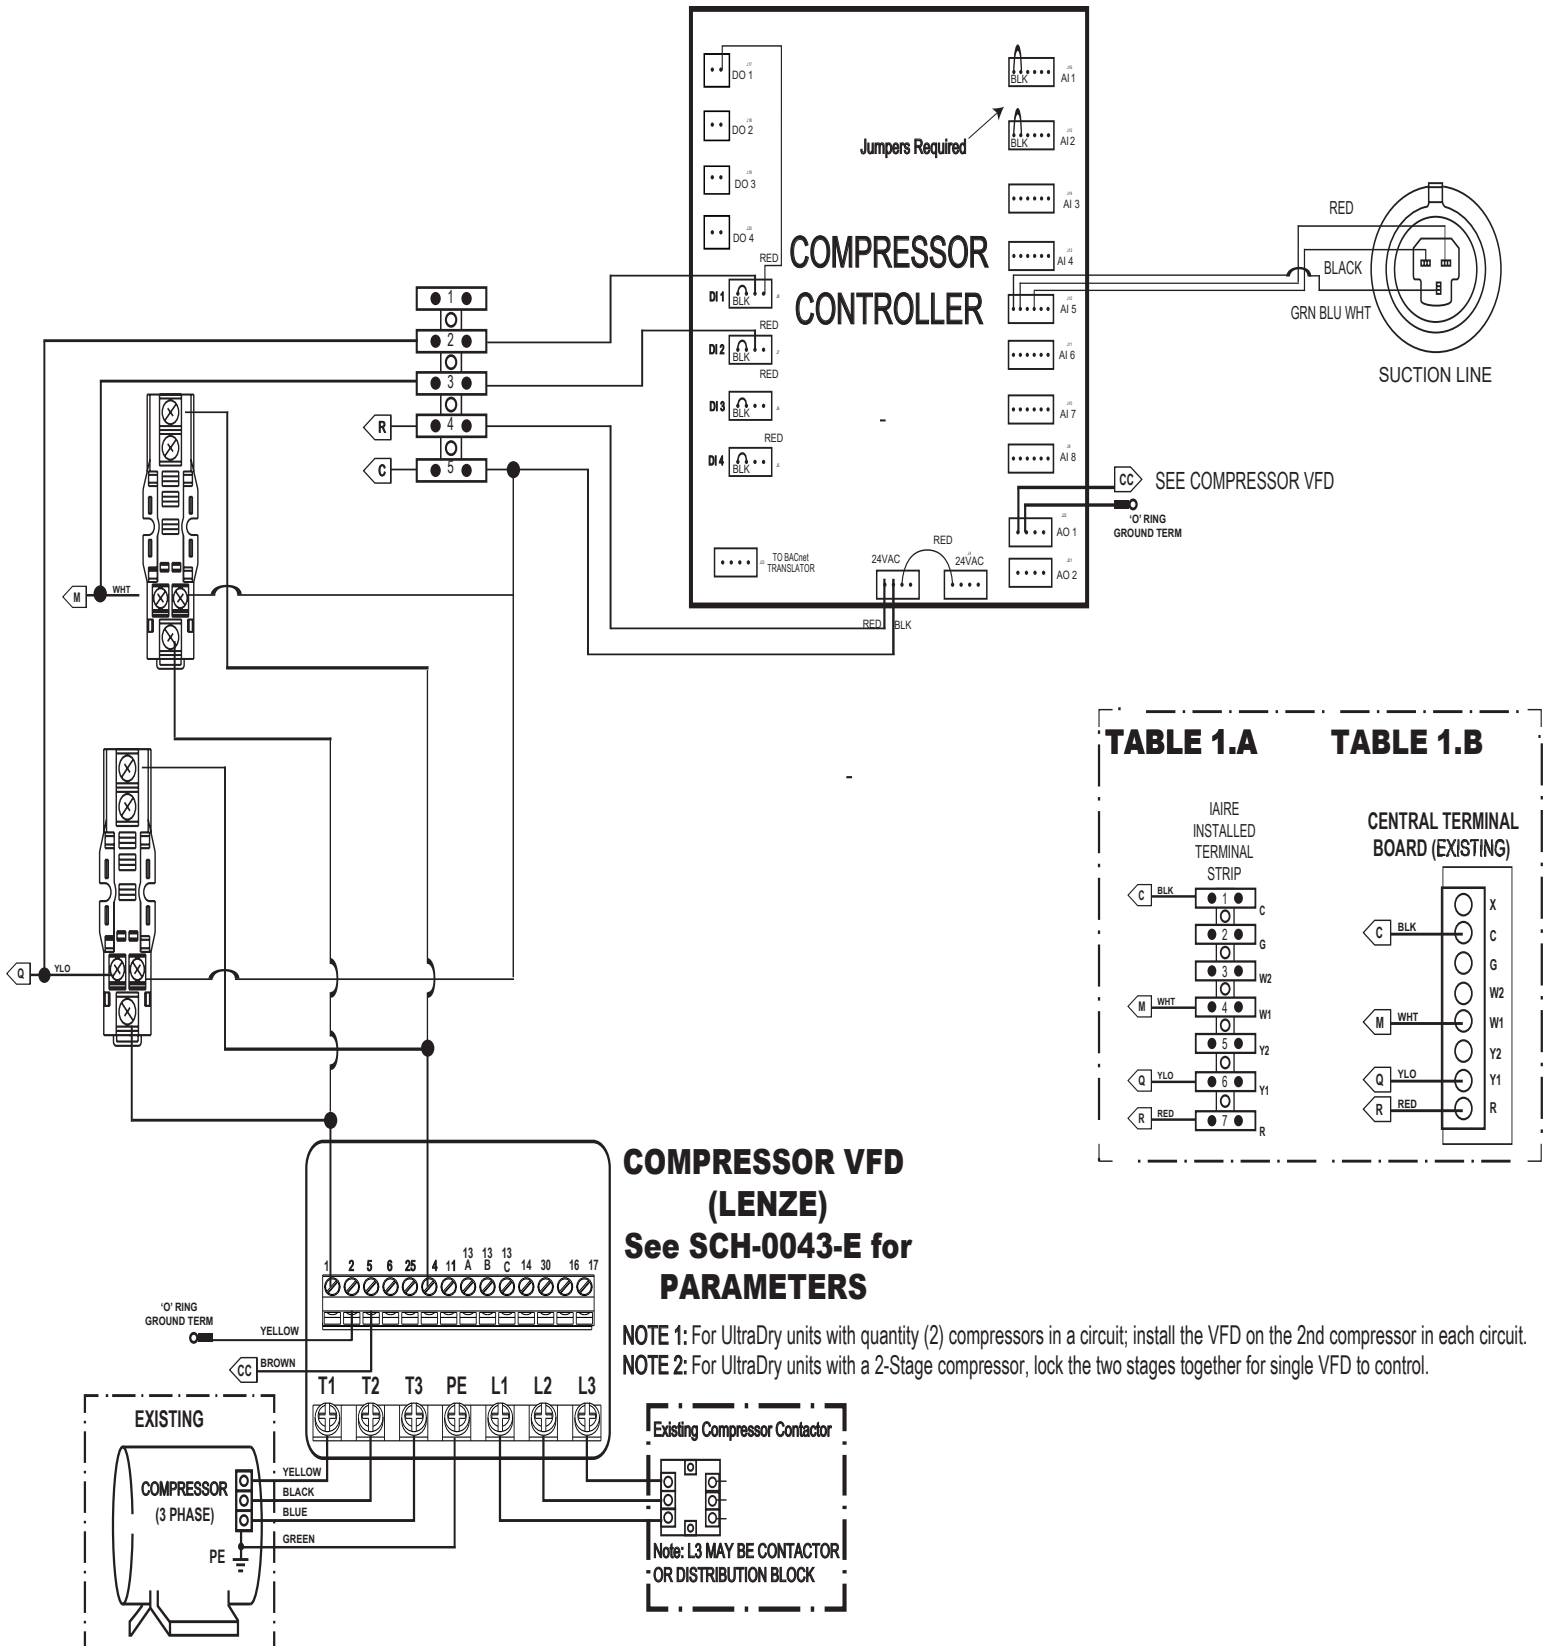 DO 1
DO 2
DO 3
DO 4
RED
DI 1
BLK
RED
DI 2
BLK
RED
DI 3
BLK
RED
DI 4
BLK
COMPRESSOR
CONTROLLER
Jumpers Required
BLK
AI 1
BLK
AI 2
AI 3
AI 4
AI 5
AI 6
AI 7
AI 8
AO 1
AO 2
TO BACnet
TRANSLATOR
24VAC
RED
24VAC
RED
BLK
RED
BLACK
GRN BLU WHT
SUCTION LINE
CC
SEE COMPRESSOR VFD
'O' RING
GROUND TERM
1
2
3
R
4
C
5
M
WHT
Q
YLO
TABLE 1.A
IAIRE
INSTALLED
TERMINAL
STRIP
C
BLK
1
C
2
G
3
W2
M
WHT
4
W1
5
Y2
Q
YLO
6
Y1
R
RED
7
R
TABLE 1.B
CENTRAL TERMINAL
BOARD (EXISTING)
X
C
BLK
C
G
W2
M
WHT
W1
Y2
Q
YLO
Y1
R
RED
R
COMPRESSOR VFD
(LENZE)
See SCH-0043-E for
PARAMETERS
1 2 5 6 25 4 11 13 A 13 B 13 C 14 30 16 17
'O' RING
GROUND TERM
YELLOW
CC
BROWN
T1 T2 T3 PE L1 L2 L3
NOTE 1: For UltraDry units with quantity (2) compressors in a circuit; install the VFD on the 2nd compressor in each circuit.
NOTE 2: For UltraDry units with a 2-Stage compressor, lock the two stages together for single VFD to control.
EXISTING
COMPRESSOR
(3 PHASE)
PE
YELLOW
BLACK
BLUE
GREEN
Existing Compressor Contactor
Note: L3 MAY BE CONTACTOR
OR DISTRIBUTION BLOCK